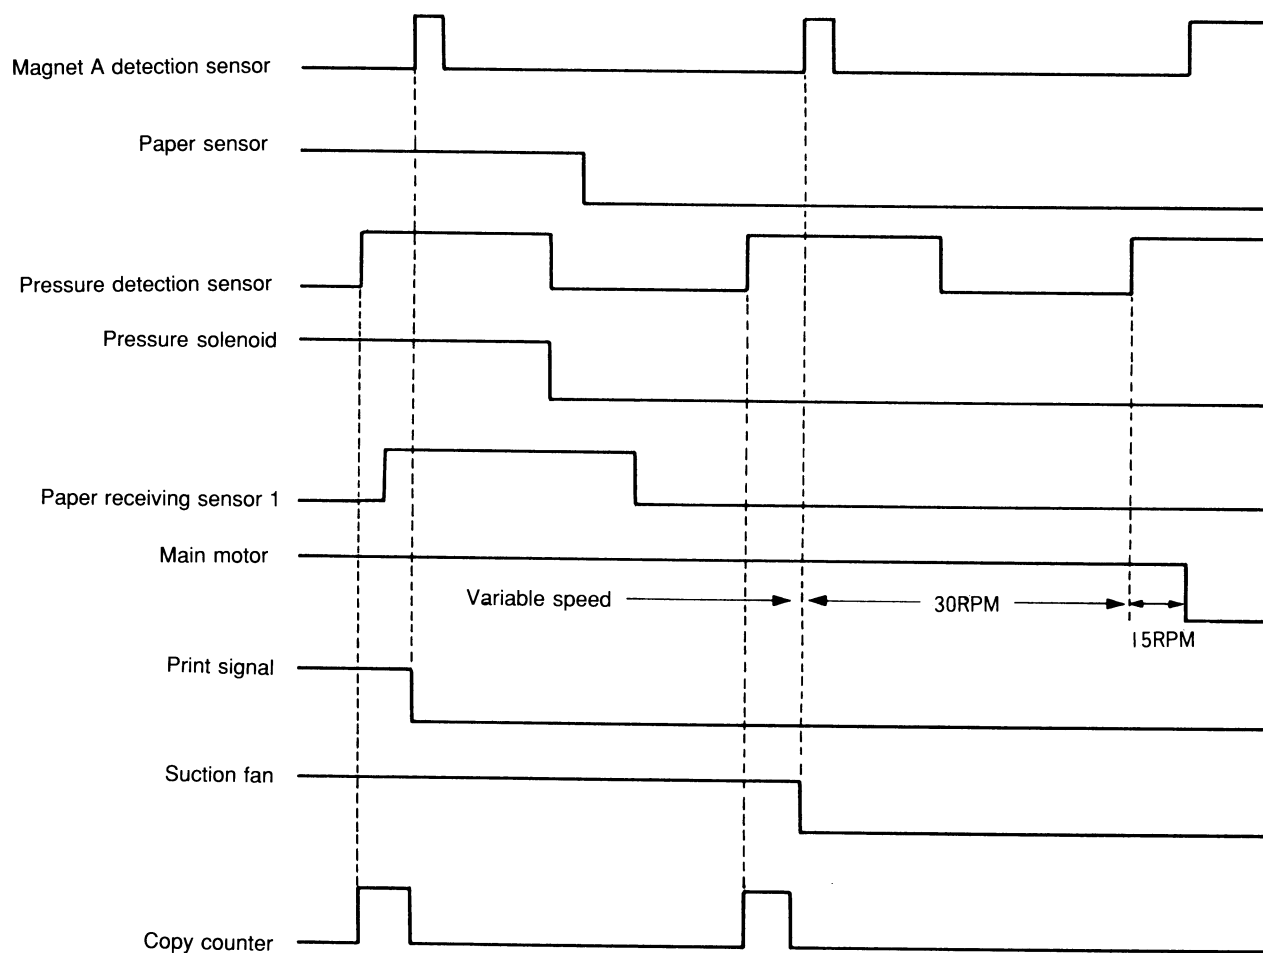 Magnet A detection sensor
Paper sensor
Pressure detection sensor
Pressure solenoid
Paper receiving sensor 1
Main motor
Variable speed
30RPM
15RPM
Print signal
Suction fan
Copy counter